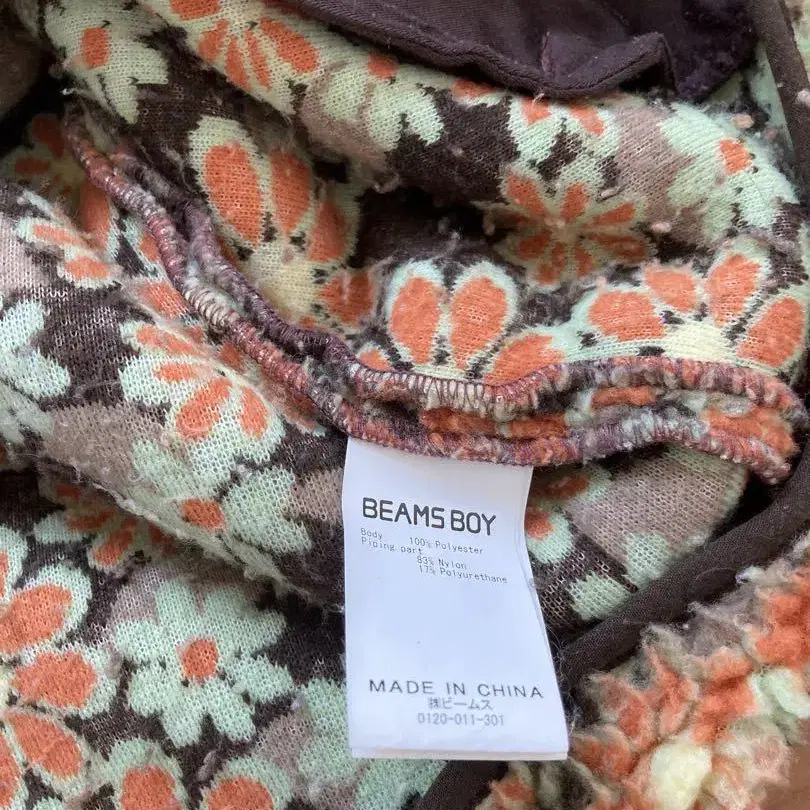 BEAMS BOY
Body 100% Polyester
Piping part
83% Nylon
17% Polyurethane
MADE IN CHINA
㈱ビームス
0120-011-301